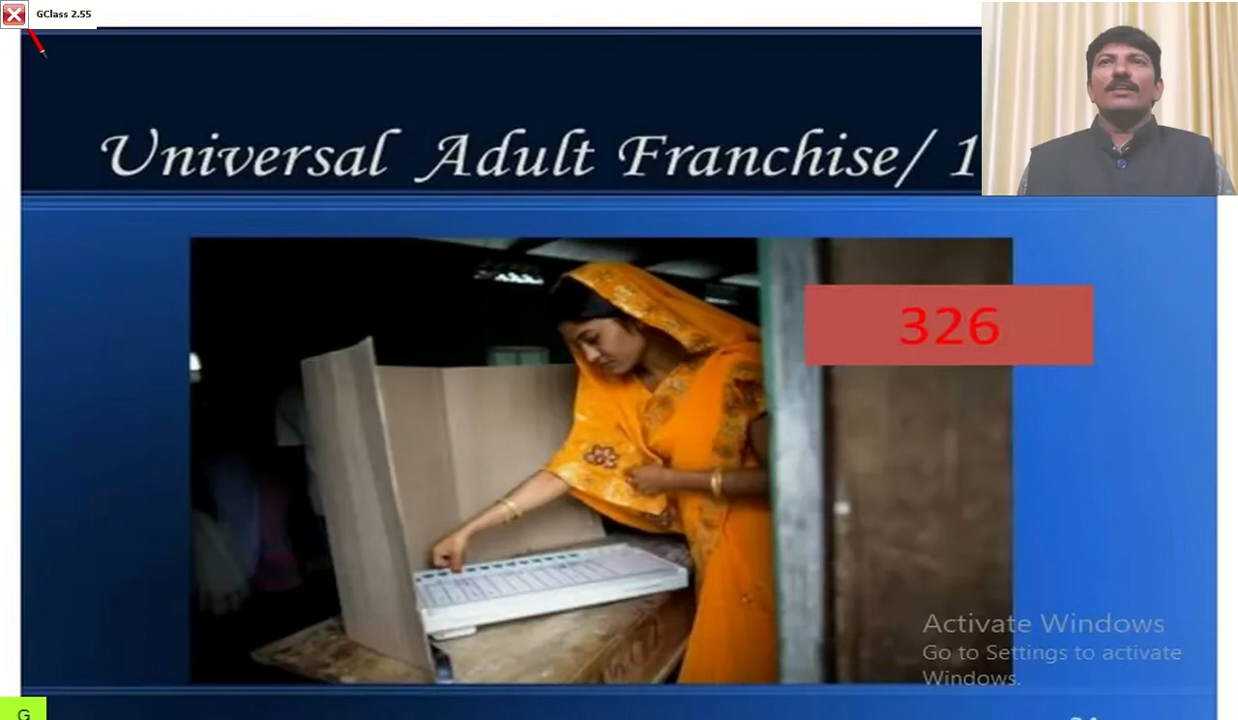 GClass 2.55
Universal Adult Franchise/ 1
326
Activate Windows
Go to Settings to activate
Windows.
G